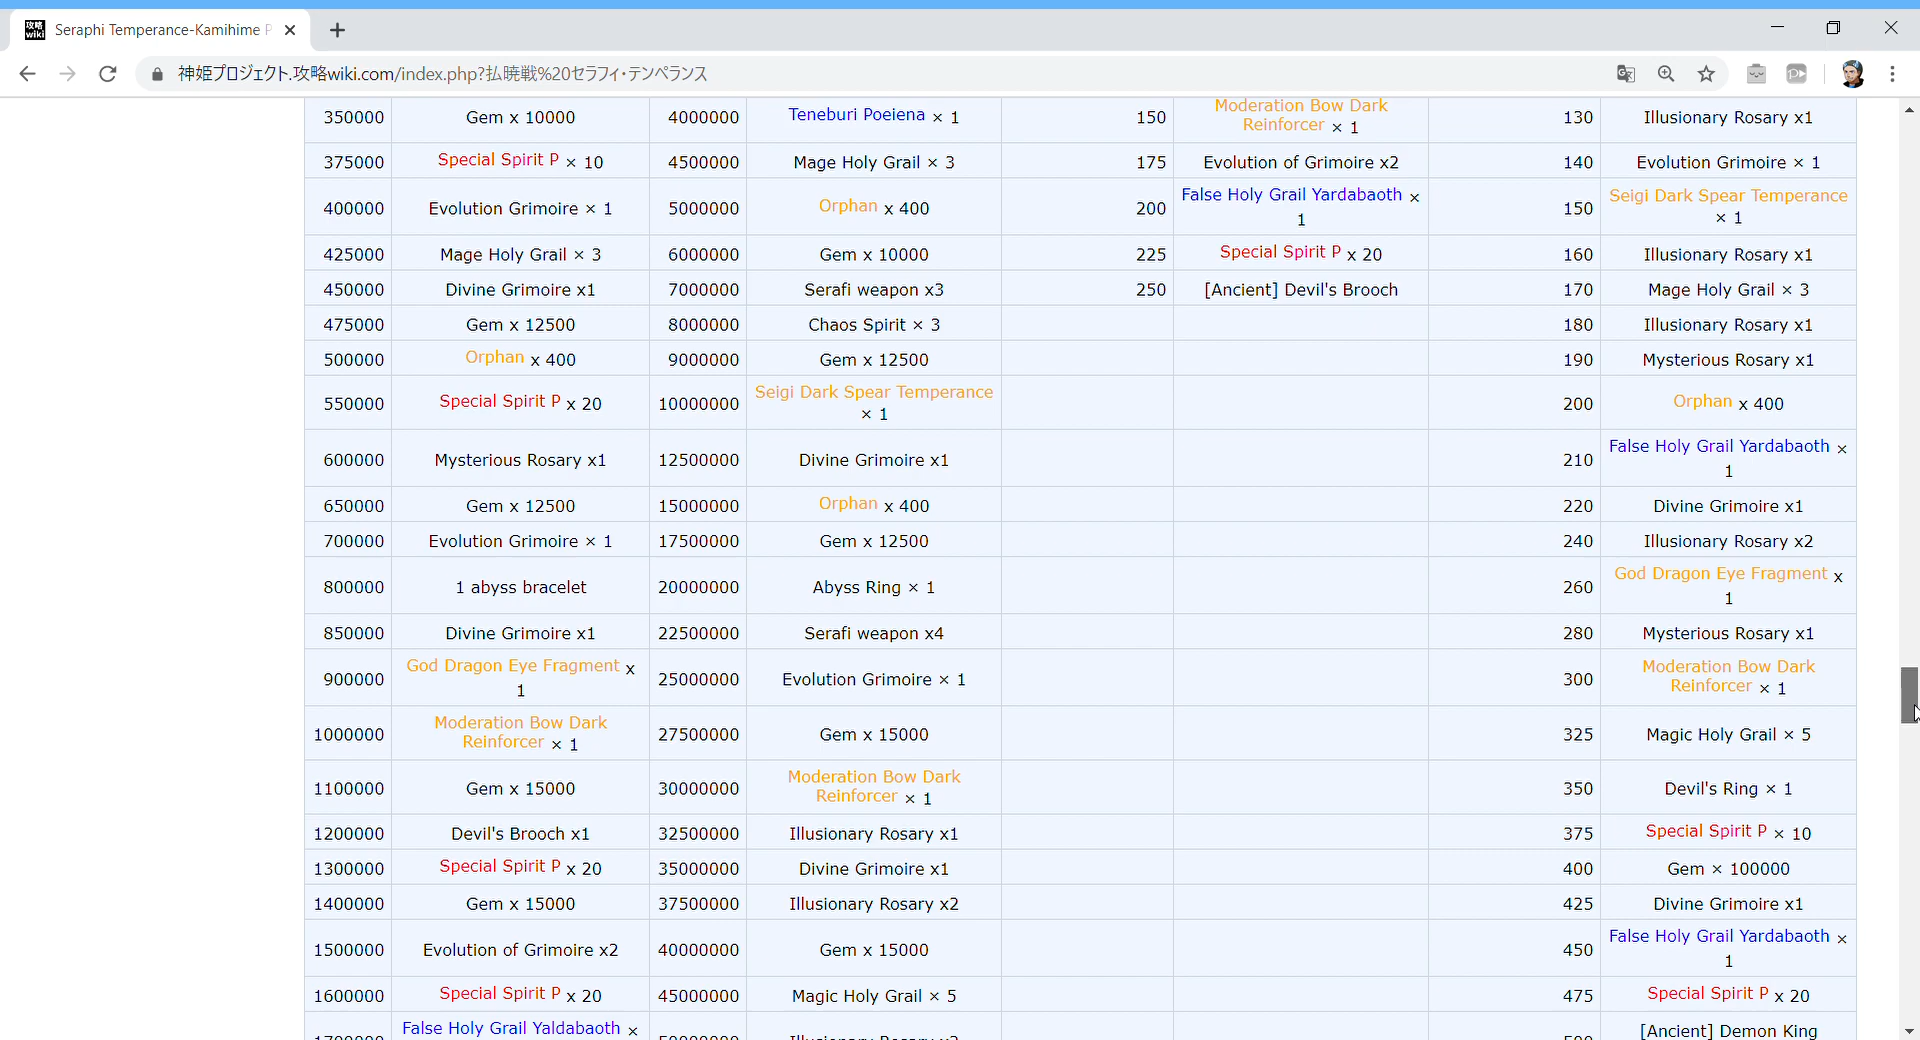 攻略
wiki
Seraphi Temperance-Kamihime P
神姫プロジェクト.攻略wiki.com/index.php?払暁戦%20セラフィ・テンペランス
350000 Gem x 10000 4000000 Teneburi Poeiena × 1 150 Moderation Bow Dark Reinforcer × 1 130 Illusionary Rosary x1
375000 Special Spirit P × 10 4500000 Mage Holy Grail × 3 175 Evolution of Grimoire x2 140 Evolution Grimoire × 1
400000 Evolution Grimoire × 1 5000000 Orphan x 400 200 False Holy Grail Yardabaoth × 1 150 Seigi Dark Spear Temperance × 1
425000 Mage Holy Grail × 3 6000000 Gem x 10000 225 Special Spirit P x 20 160 Illusionary Rosary x1
450000 Divine Grimoire x1 7000000 Serafi weapon x3 250 [Ancient] Devil's Brooch 170 Mage Holy Grail × 3
475000 Gem x 12500 8000000 Chaos Spirit × 3 180 Illusionary Rosary x1
500000 Orphan x 400 9000000 Gem x 12500 190 Mysterious Rosary x1
550000 Special Spirit P x 20 10000000 Seigi Dark Spear Temperance × 1 200 Orphan x 400
600000 Mysterious Rosary x1 12500000 Divine Grimoire x1 210 False Holy Grail Yardabaoth × 1
650000 Gem x 12500 15000000 Orphan x 400 220 Divine Grimoire x1
700000 Evolution Grimoire × 1 17500000 Gem x 12500 240 Illusionary Rosary x2
800000 1 abyss bracelet 20000000 Abyss Ring × 1 260 God Dragon Eye Fragment x 1
850000 Divine Grimoire x1 22500000 Serafi weapon x4 280 Mysterious Rosary x1
900000 God Dragon Eye Fragment x 1 25000000 Evolution Grimoire × 1 300 Moderation Bow Dark Reinforcer × 1
1000000 Moderation Bow Dark Reinforcer × 1 27500000 Gem x 15000 325 Magic Holy Grail × 5
1100000 Gem x 15000 30000000 Moderation Bow Dark Reinforcer × 1 350 Devil's Ring × 1
1200000 Devil's Brooch x1 32500000 Illusionary Rosary x1 375 Special Spirit P × 10
1300000 Special Spirit P x 20 35000000 Divine Grimoire x1 400 Gem × 100000
1400000 Gem x 15000 37500000 Illusionary Rosary x2 425 Divine Grimoire x1
1500000 Evolution of Grimoire x2 40000000 Gem x 15000 450 False Holy Grail Yardabaoth × 1
1600000 Special Spirit P x 20 45000000 Magic Holy Grail × 5 475 Special Spirit P x 20
False Holy Grail Yaldabaoth × [Ancient] Demon King